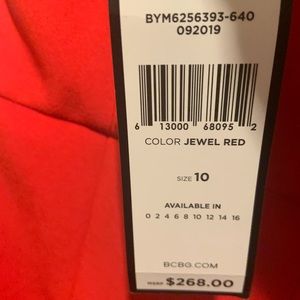 BYM6256393-640
092019
6 13000 68095 2
COLOR JEWEL RED
SIZE 10
AVAILABLE IN
0 2 4 6 8 10 12 14 16
BCBG.COM
MSRP $268.00